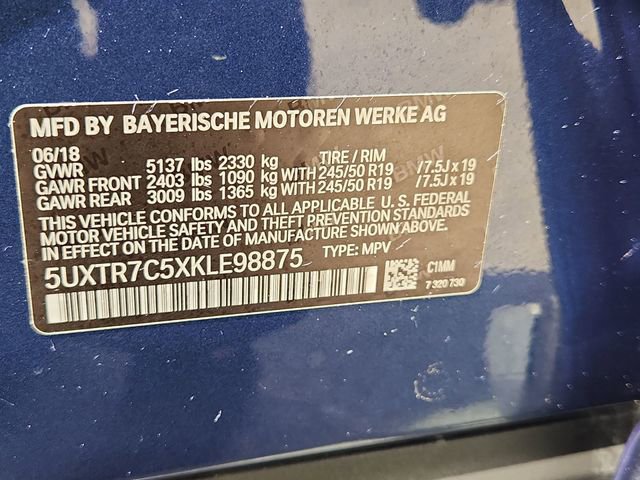 MFD BY BAYERISCHE MOTOREN WERKE AG
06/18 TIRE / RIM
GVWR 5137 lbs 2330 kg
GAWR FRONT 2403 lbs 1090 kg WITH 245/50 R19 /7.5J x 19
GAWR REAR 3009 lbs 1365 kg WITH 245/50 R19 /7.5J x 19
THIS VEHICLE CONFORMS TO ALL APPLICABLE U. S. FEDERAL
MOTOR VEHICLE SAFETY AND THEFT PREVENTION STANDARDS
IN EFFECT ON THE DATE OF MANUFACTURE SHOWN ABOVE.
5UXTR7C5XKLE98875 TYPE: MPV
C1MM
7 320 730